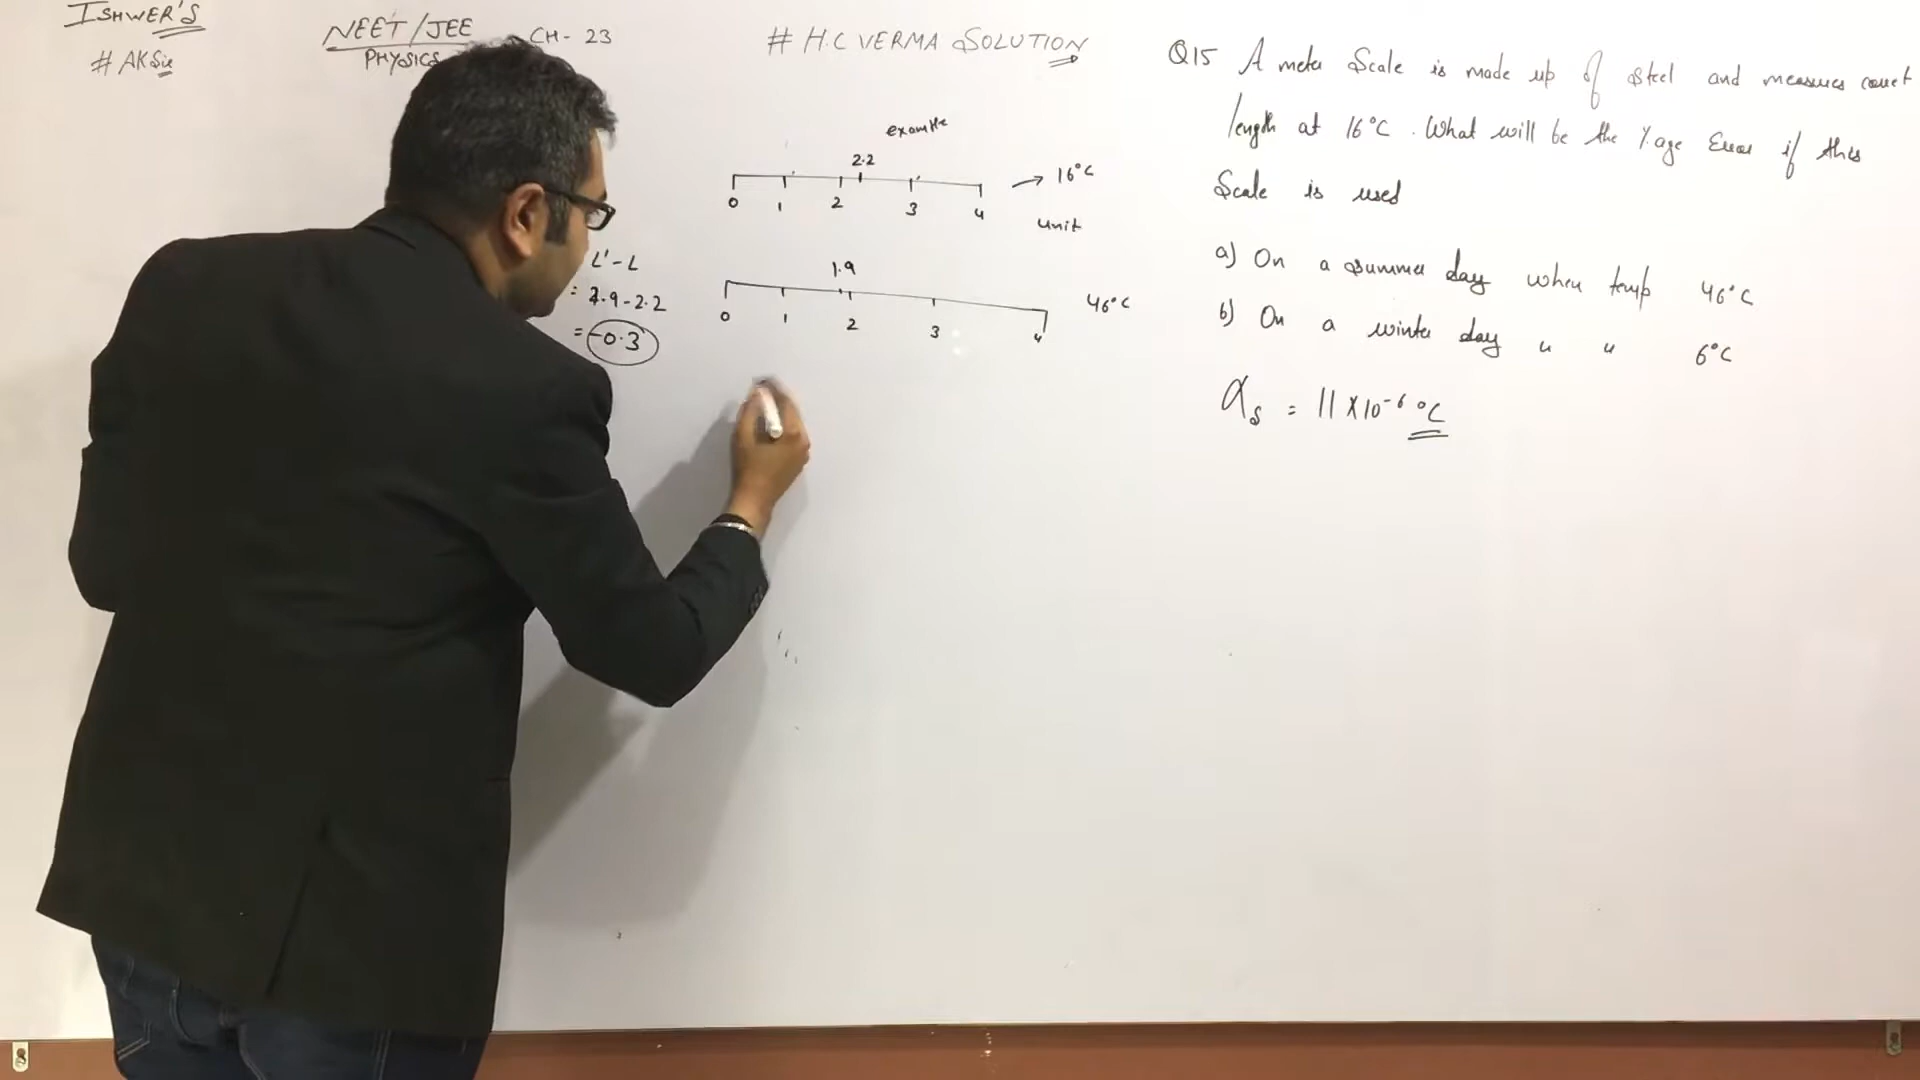 ISHWER'S
# AKSir
NEET/JEE
PHYSICS
CH- 23
# H.C VERMA SOLUTION
example
2.2
0 1 2 3 4
→ 16°C
unit
L'-L
: 1.9-2.2
= -0.3
1.9
0 1 2 3 4
46°C
Q15 A meter Scale is made up of steel and measures correct
length at 16°C. What will be the %age Error if this
Scale is used
a) On a summer day when temp 46°C
b) On a winter day " " 6°C
αs = 11 X10-6 °C